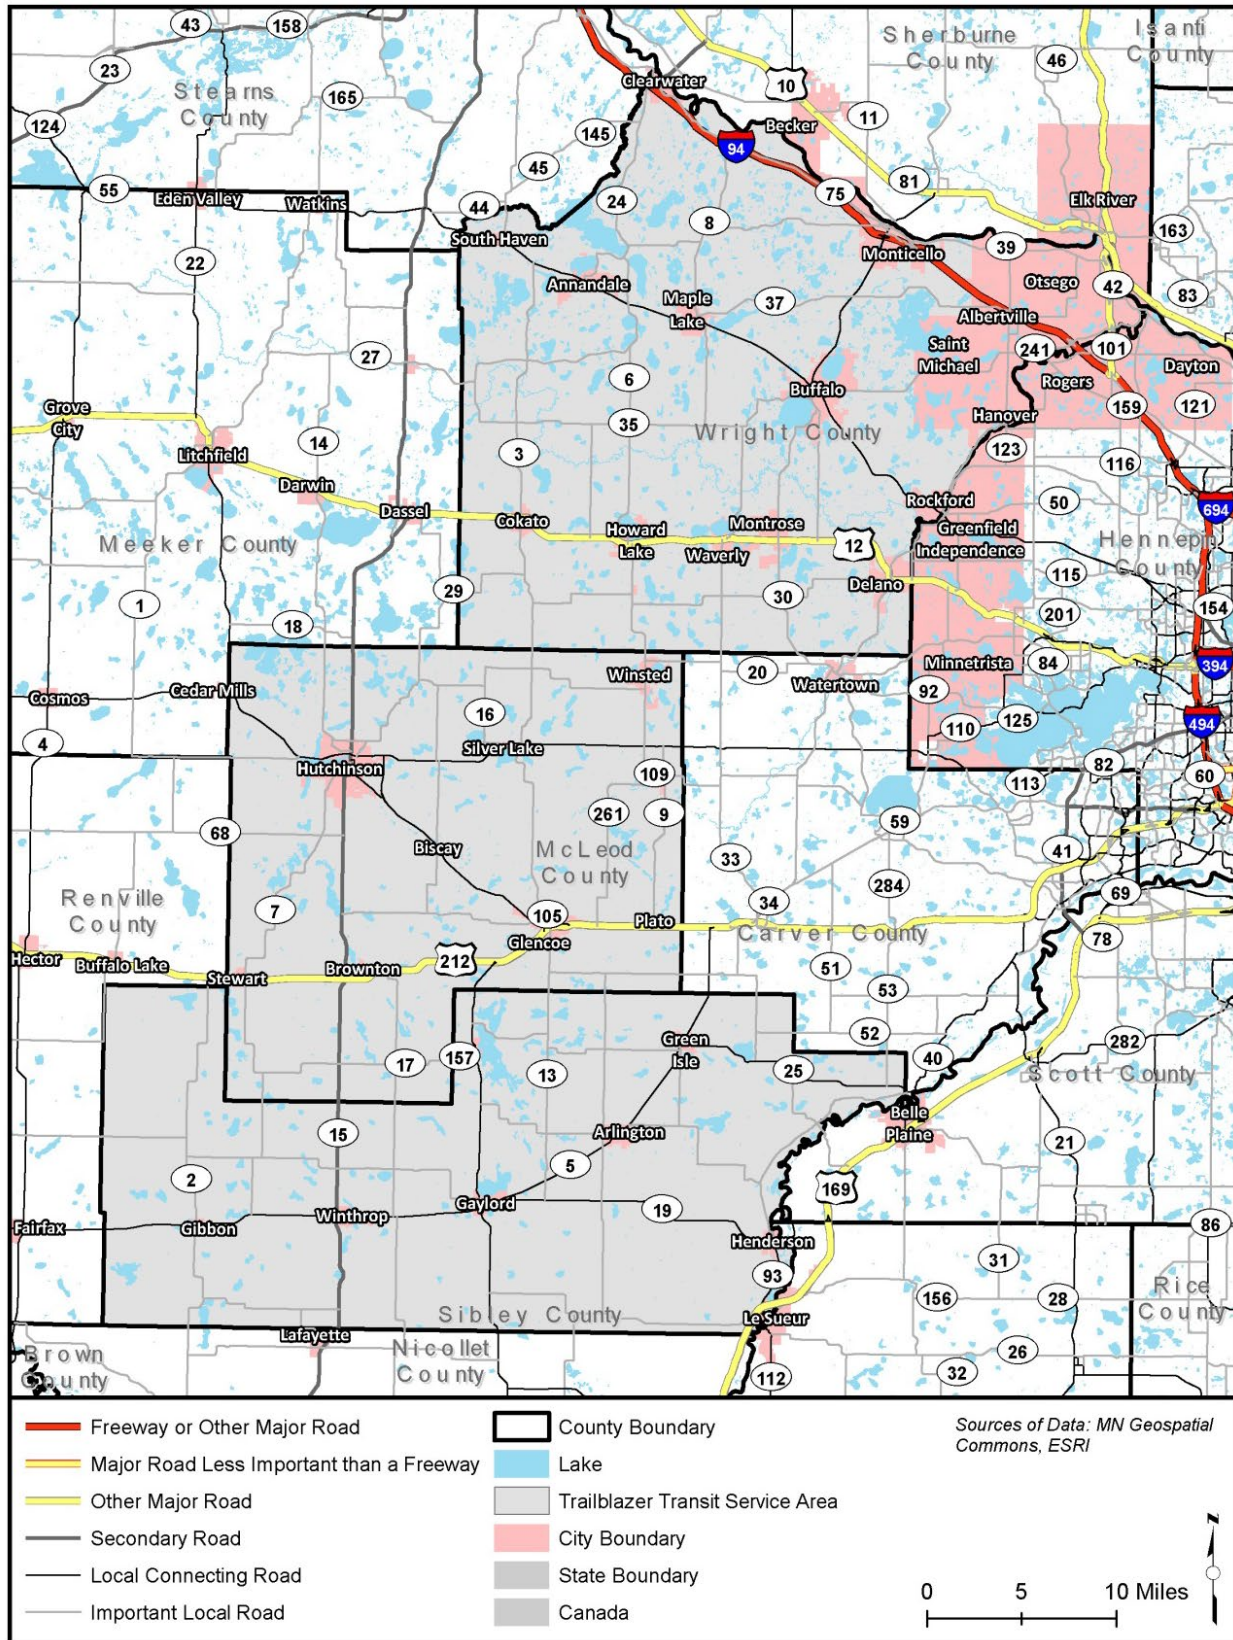 43
158
Sherburne
County
Isanti
County
23
46
Clearwater
10
Stearns
County
165
11
124
145
Becker
94
45
81
55
Eden Valley
Watkins
44
24
75
Elk River
8
163
South Haven
39
Monticello
22
Annandale
Otsego
42
83
Maple
Lake
37
Albertville
27
Saint
Michael
241
101
6
Buffalo
Rogers
Dayton
Grove
City
35
Hanover
159
121
Wright County
14
3
123
116
Litchfield
Darwin
Rockford
50
694
Dassel
Cokato
Howard
Lake
Montrose
Waverly
12
Greenfield
Independence
Hennepin
County
Meeker County
Delano
115
1
29
30
154
201
18
Winsted
20
Watertown
Minnetrista
84
394
Cosmos
Cedar Mills
92
16
125
110
494
4
Silver Lake
Hutchinson
109
82
60
113
68
261
9
59
Biscay
McLeod
County
33
41
284
Renville
County
7
34
69
105
Plato
Carver County
78
Glencoe
Hector
Buffalo Lake
212
Stewart
Brownton
51
53
52
Green
Isle
282
17
157
13
25
40
Scott County
15
Arlington
Belle
Plaine
21
2
5
169
Gaylord
19
Fairfax
Gibbon
Winthrop
Henderson
86
31
93
156
28
Rice
County
Sibley County
Le Sueur
Lafayette
Brown
County
Nicollet
County
26
32
112
Freeway or Other Major Road
Major Road Less Important than a Freeway
Other Major Road
Secondary Road
Local Connecting Road
Important Local Road
County Boundary
Lake
Trailblazer Transit Service Area
City Boundary
State Boundary
Canada
Sources of Data: MN Geospatial
Commons, ESRI
N
0 5 10 Miles